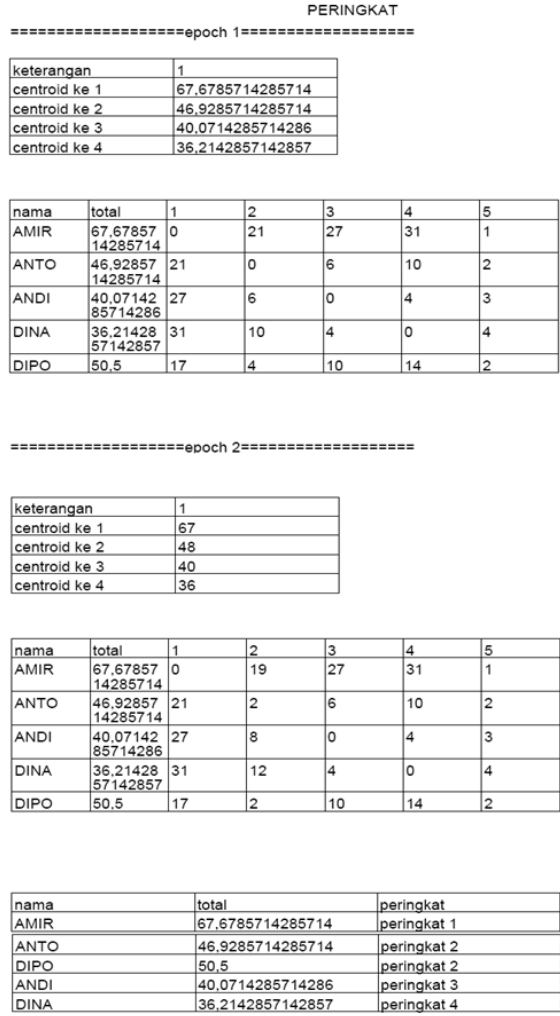 PERINGKAT
===================epoch 1===================
keterangan 1
centroid ke 1 67,6785714285714
centroid ke 2 46,9285714285714
centroid ke 3 40,0714285714286
centroid ke 4 36,2142857142857
nama total 1 2 3 4 5
AMIR 67,67857 0 21 27 31 1
14285714
ANTO 46,92857 21 0 6 10 2
14285714
ANDI 40,07142 27 6 0 4 3
85714286
DINA 36,21428 31 10 4 0 4
57142857
DIPO 50,5 17 4 10 14 2
===================epoch 2===================
keterangan 1
centroid ke 1 67
centroid ke 2 48
centroid ke 3 40
centroid ke 4 36
nama total 1 2 3 4 5
AMIR 67,67857 0 19 27 31 1
14285714
ANTO 46,92857 21 2 6 10 2
14285714
ANDI 40,07142 27 8 0 4 3
85714286
DINA 36,21428 31 12 4 0 4
57142857
DIPO 50,5 17 2 10 14 2
nama total peringkat
AMIR 67,6785714285714 peringkat 1
ANTO 46,9285714285714 peringkat 2
DIPO 50,5 peringkat 2
ANDI 40,0714285714286 peringkat 3
DINA 36,2142857142857 peringkat 4